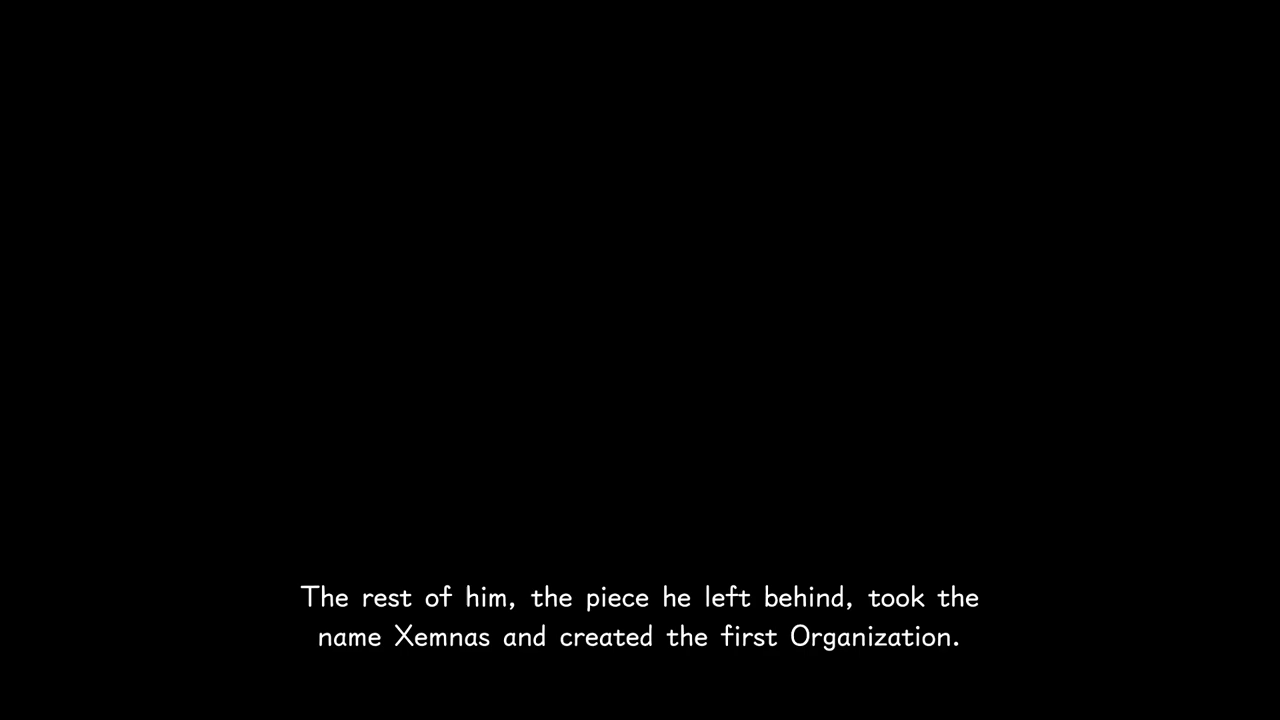 The rest of him, the piece he left behind, took the
name Xemnas and created the first Organization.